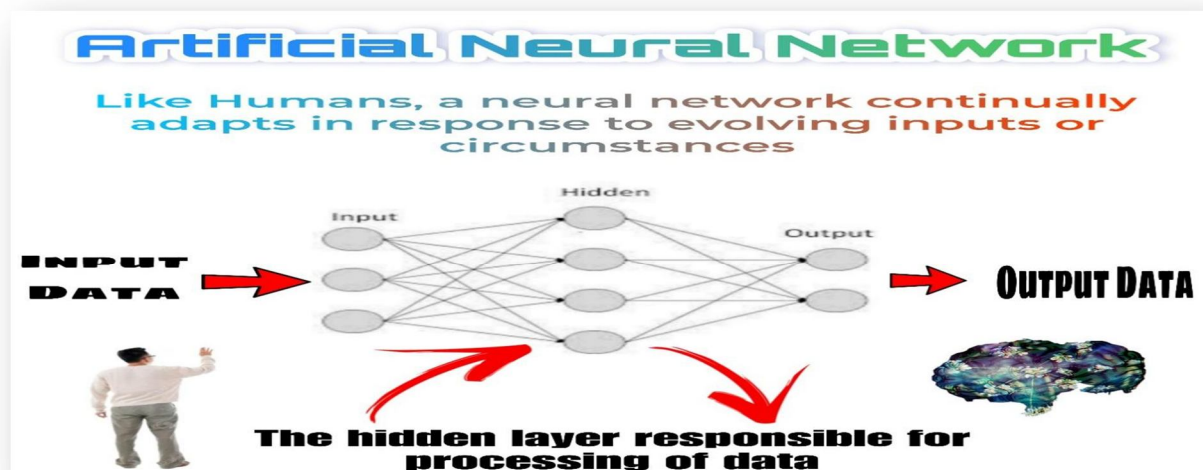 Artificial Neural Network
Like Humans, a neural network continually
adapts in response to evolving inputs or
circumstances
Hidden
Input
Output
INPUT
DATA
OUTPUT DATA
The hidden layer responsible for
processing of data